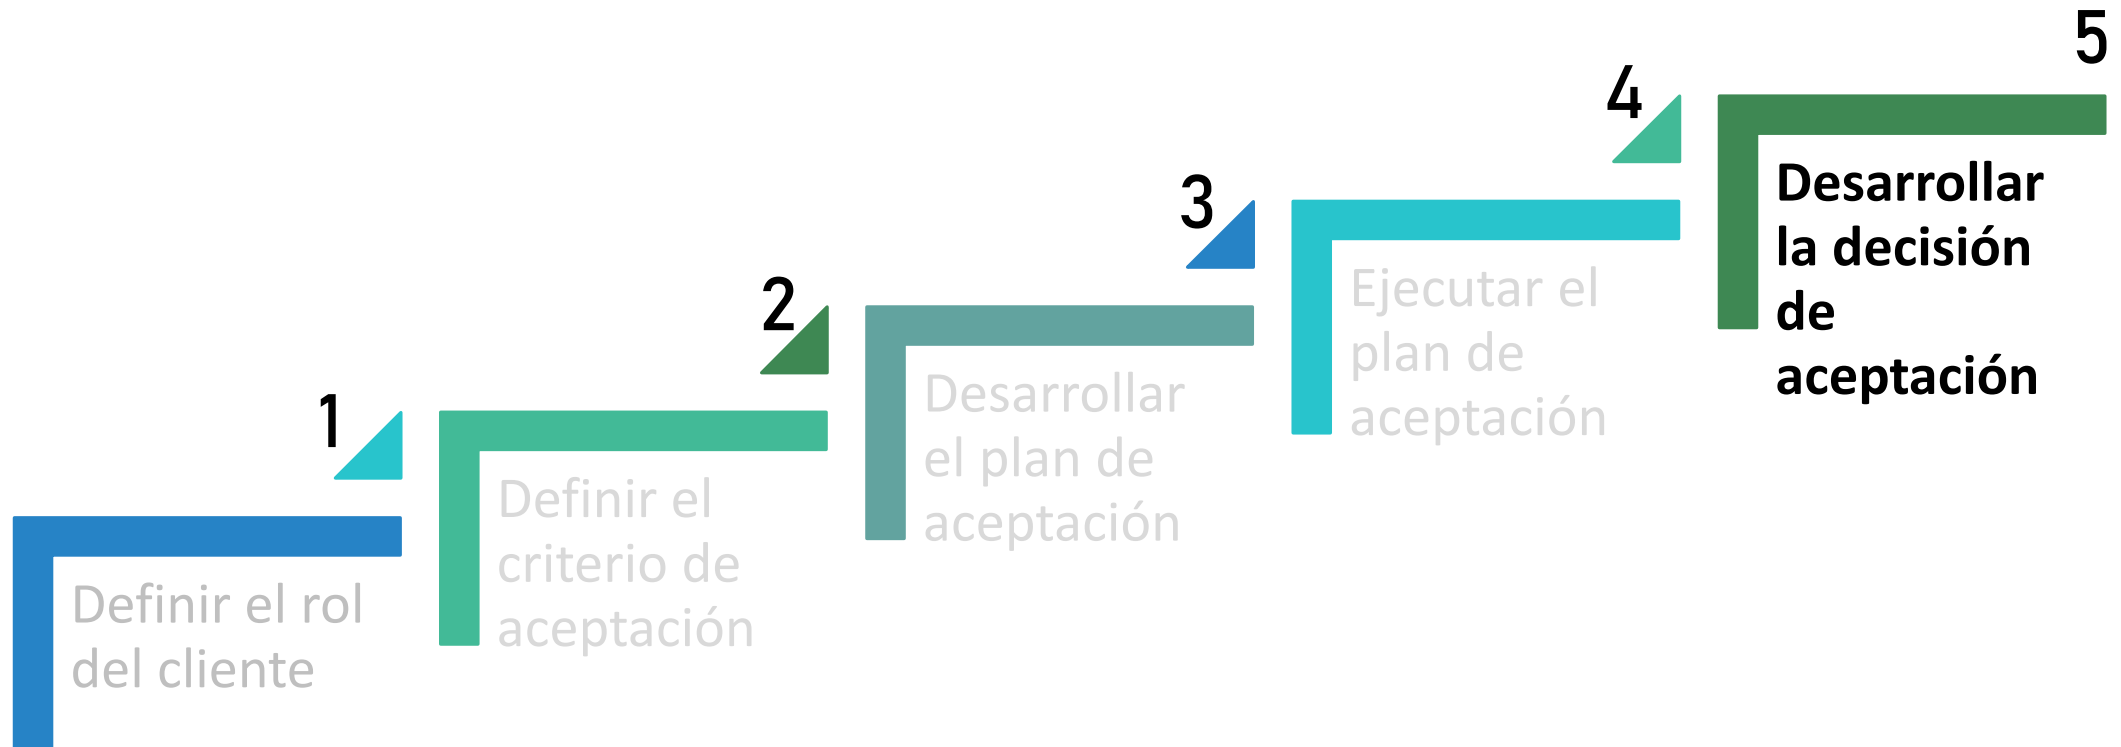 1
Definir el rol
del cliente
2
Definir el
criterio de
aceptación
3
Desarrollar
el plan de
aceptación
4
Ejecutar el
plan de
aceptación
5
Desarrollar
la decisión
de
aceptación